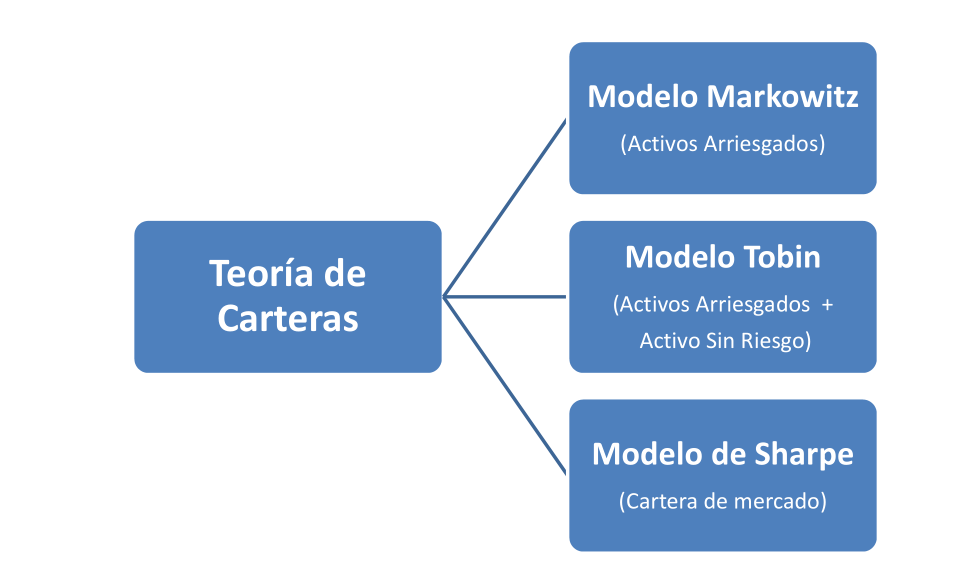 Teoría de
Carteras
Modelo Markowitz
(Activos Arriesgados)
Modelo Tobin
(Activos Arriesgados +
Activo Sin Riesgo)
Modelo de Sharpe
(Cartera de mercado)